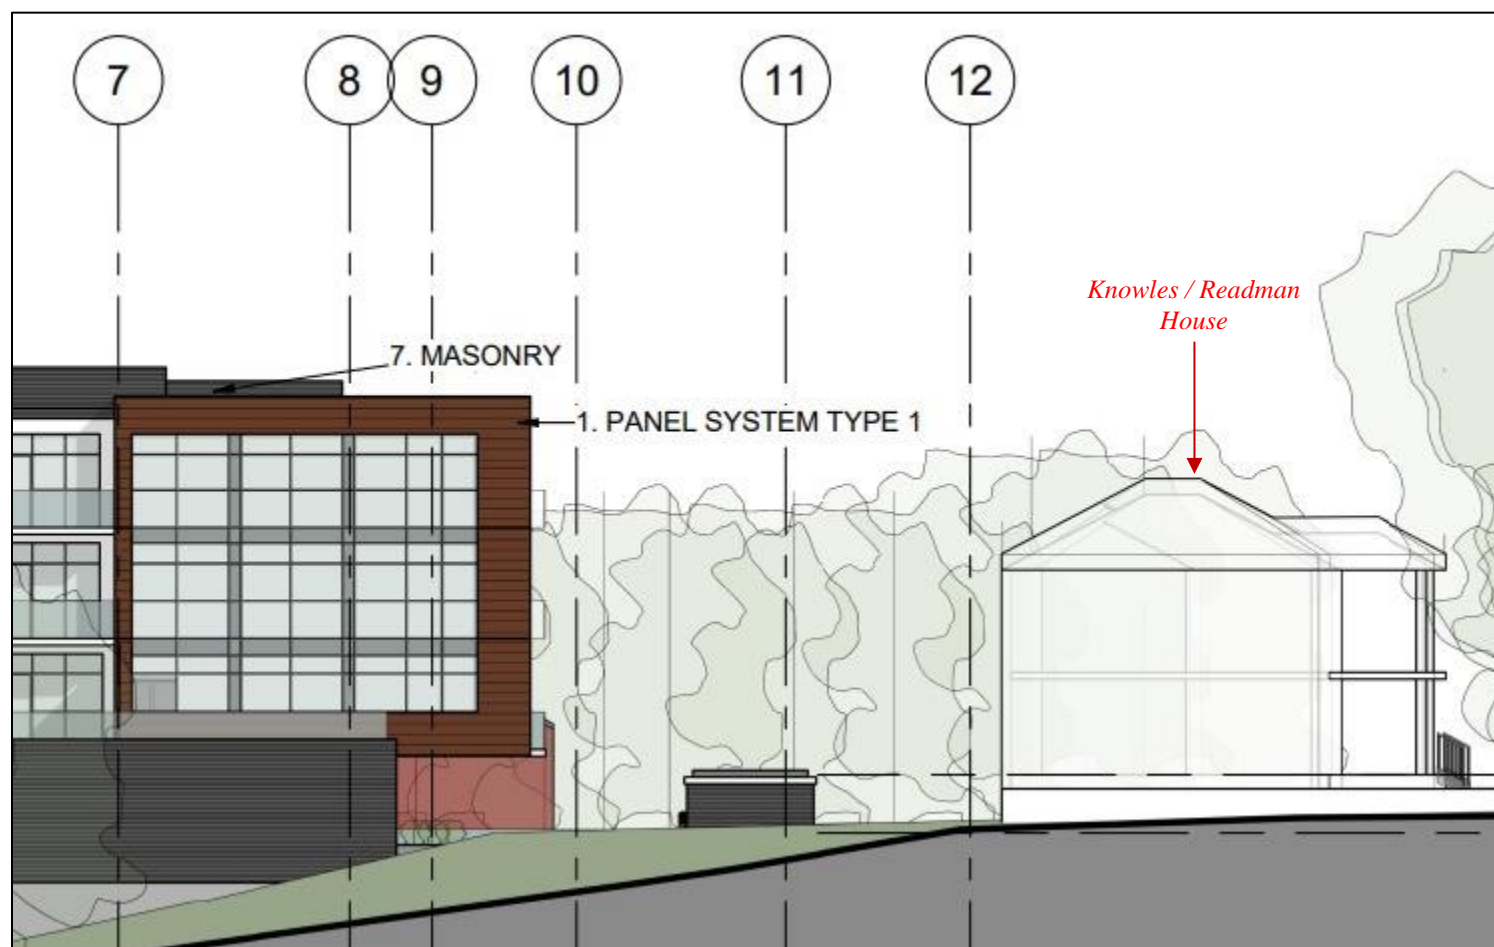 7
8
9
10
11
12
Knowles / Readman
House
7. MASONRY
1. PANEL SYSTEM TYPE 1